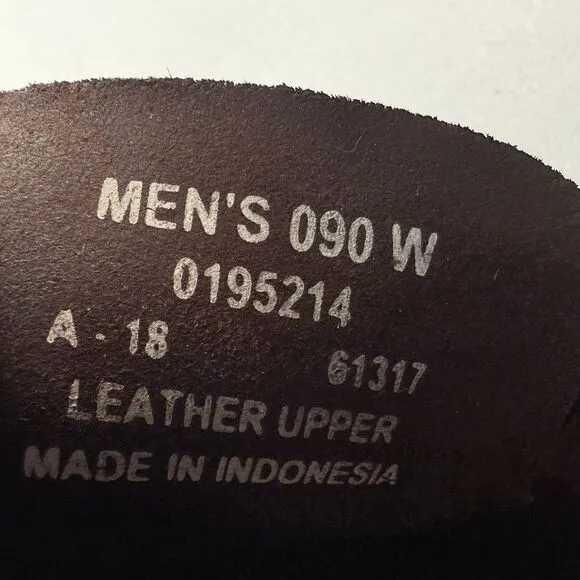 MEN'S 090 W
0195214
A - 18 61317
LEATHER UPPER
MADE IN INDONESIA